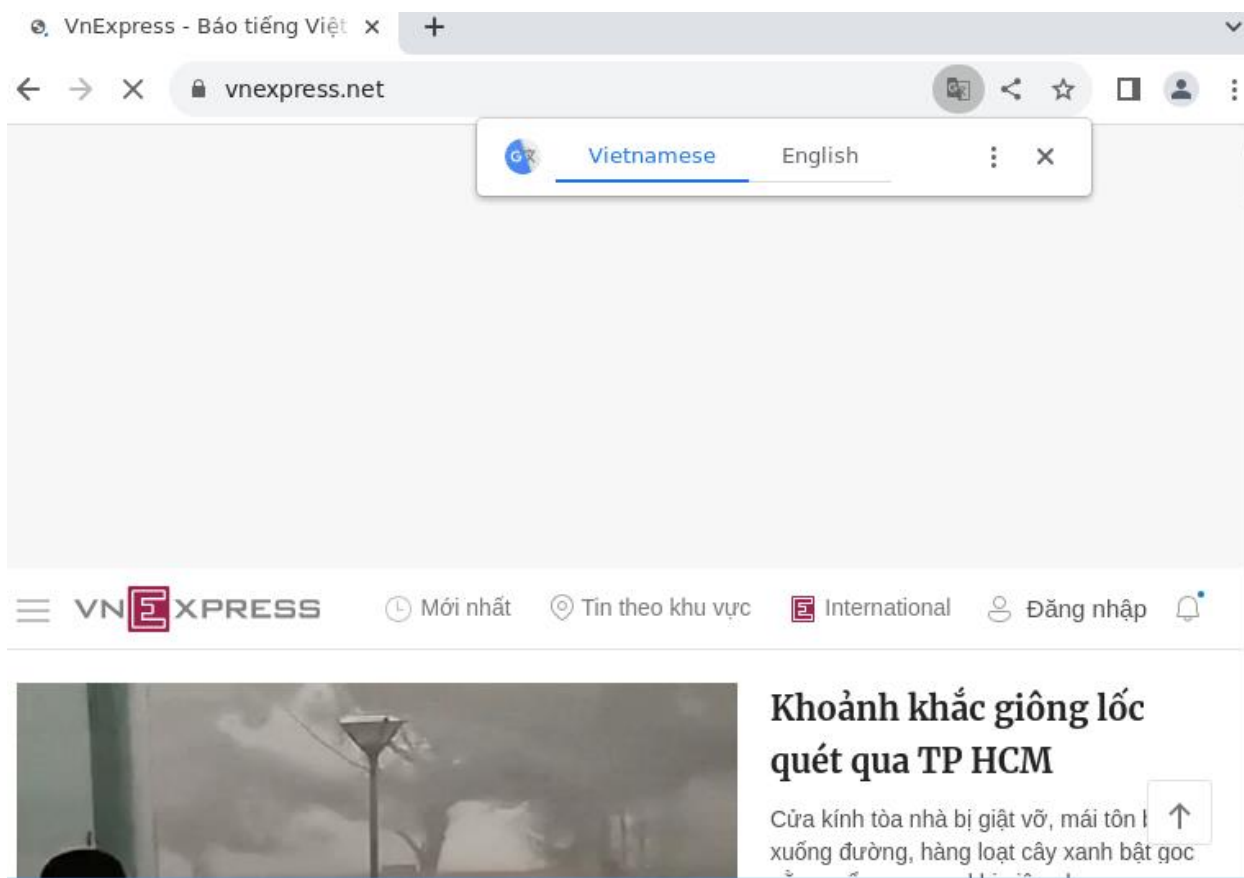 VnExpress - Báo tiếng Việt
vnexpress.net
Vietnamese English
VNEXPRESS Mới nhất Tin theo khu vực International Đăng nhập
Khoảnh khắc giông lốc
quét qua TP HCM
Cửa kính tòa nhà bị giật vỡ, mái tôn
xuống đường, hàng loạt cây xanh bật gốc